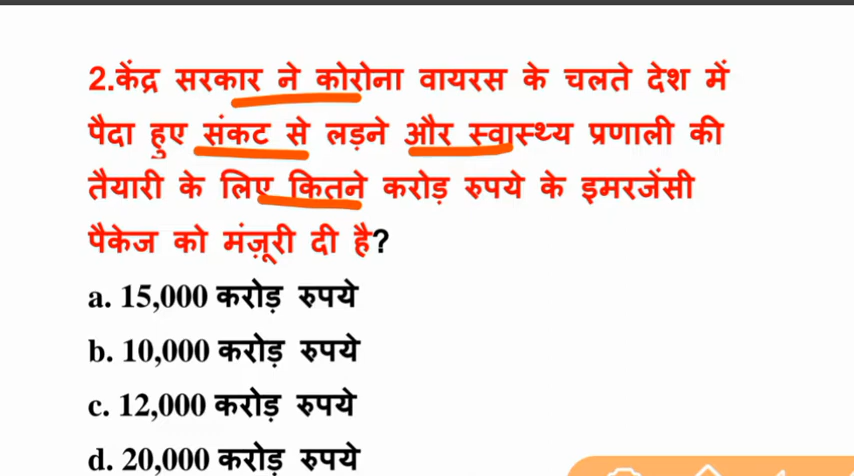 2.केंद्र सरकार ने कोरोना वायरस के चलते देश में
पैदा हुए संकट से लड़ने और स्वास्थ्य प्रणाली की
तैयारी के लिए कितने करोड़ रुपये के इमरजेंसी
पैकेज को मंज़ूरी दी है?
a. 15,000 करोड़ रुपये
b. 10,000 करोड़ रुपये
c. 12,000 करोड़ रुपये
d. 20,000 करोड़ रुपये